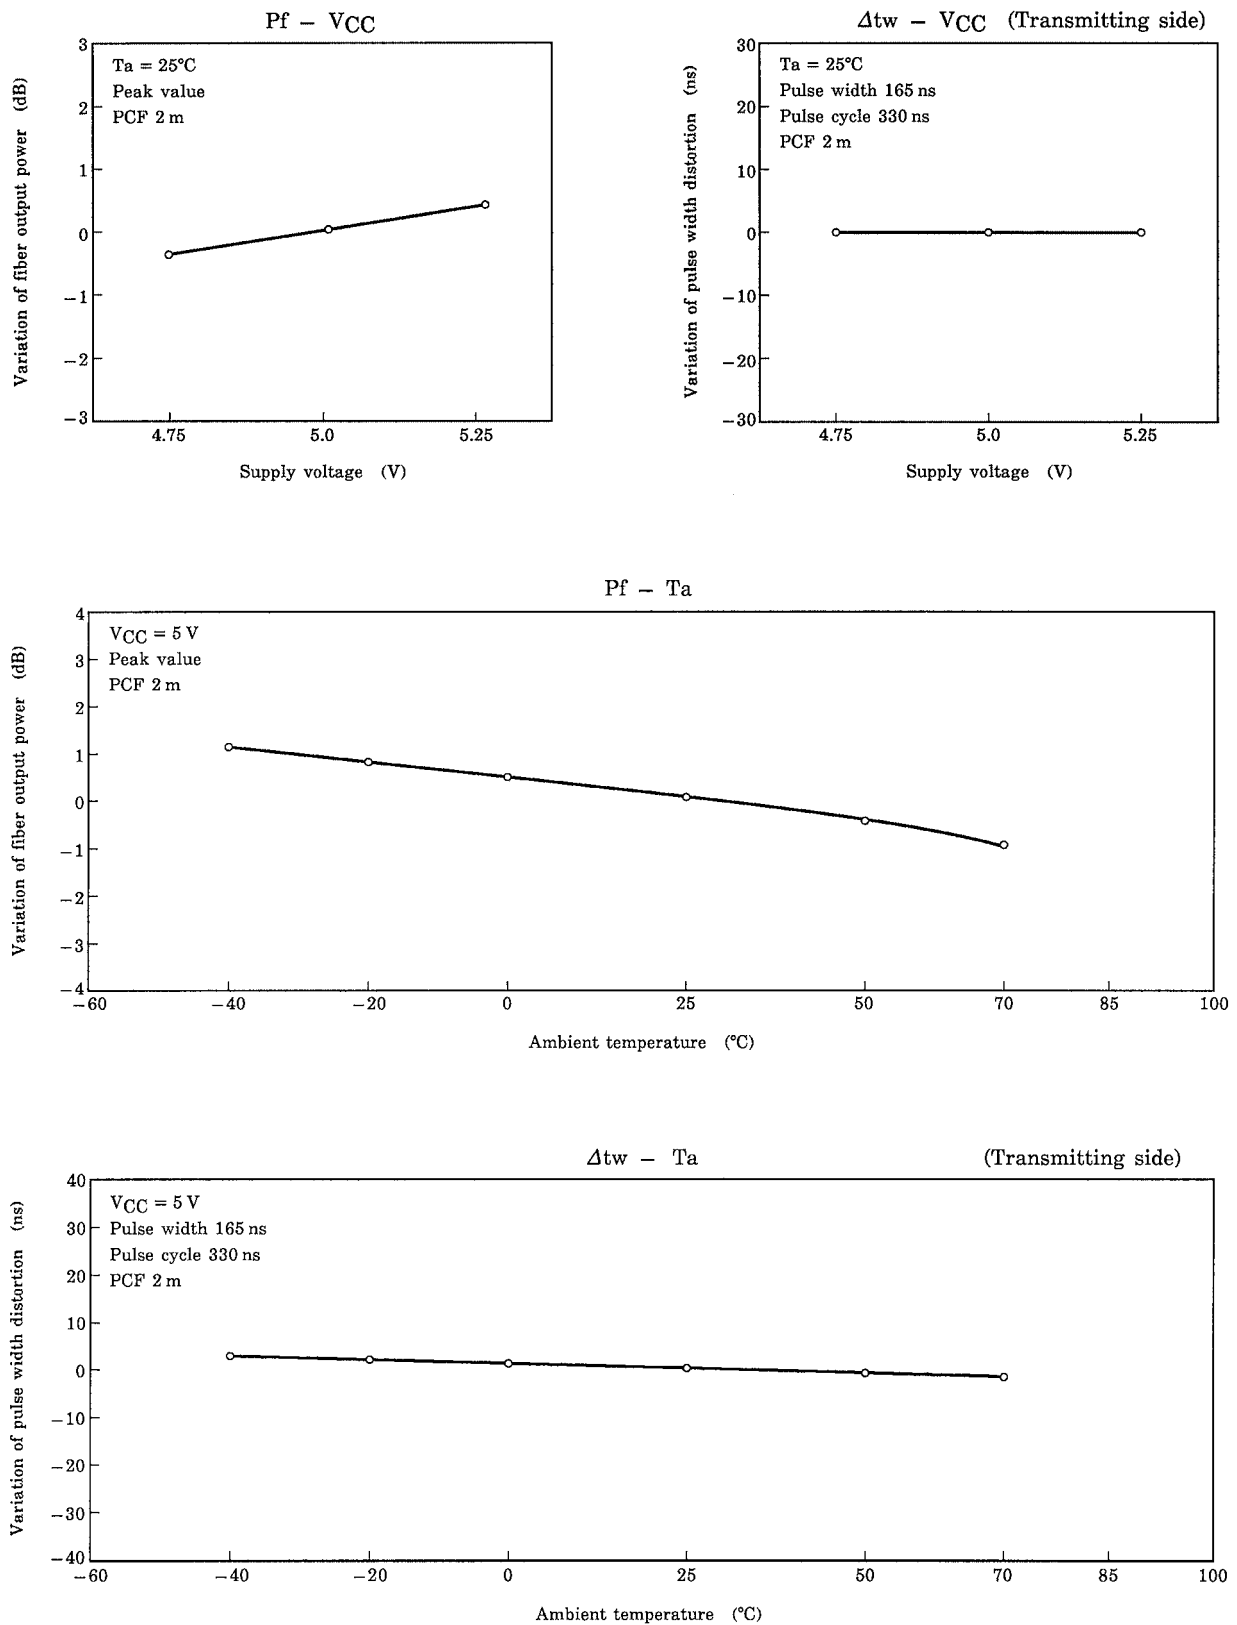 Pf – VCC
3
2
1
0
−1
−2
−3
Variation of fiber output power (dB)
Ta = 25°C
Peak value
PCF 2 m
4.75 5.0 5.25
Supply voltage (V)
Δtw – VCC (Transmitting side)
30
20
10
0
−10
−20
−30
Variation of pulse width distortion (ns)
Ta = 25°C
Pulse width 165 ns
Pulse cycle 330 ns
PCF 2 m
4.75 5.0 5.25
Supply voltage (V)
Pf – Ta
4
3
2
1
0
−1
−2
−3
−4
Variation of fiber output power (dB)
VCC = 5 V
Peak value
PCF 2 m
−60 −40 −20 0 25 50 70 85 100
Ambient temperature (°C)
Δtw – Ta (Transmitting side)
40
30
20
10
0
−10
−20
−30
−40
Variation of pulse width distortion (ns)
VCC = 5 V
Pulse width 165 ns
Pulse cycle 330 ns
PCF 2 m
−60 −40 −20 0 25 50 70 85 100
Ambient temperature (°C)